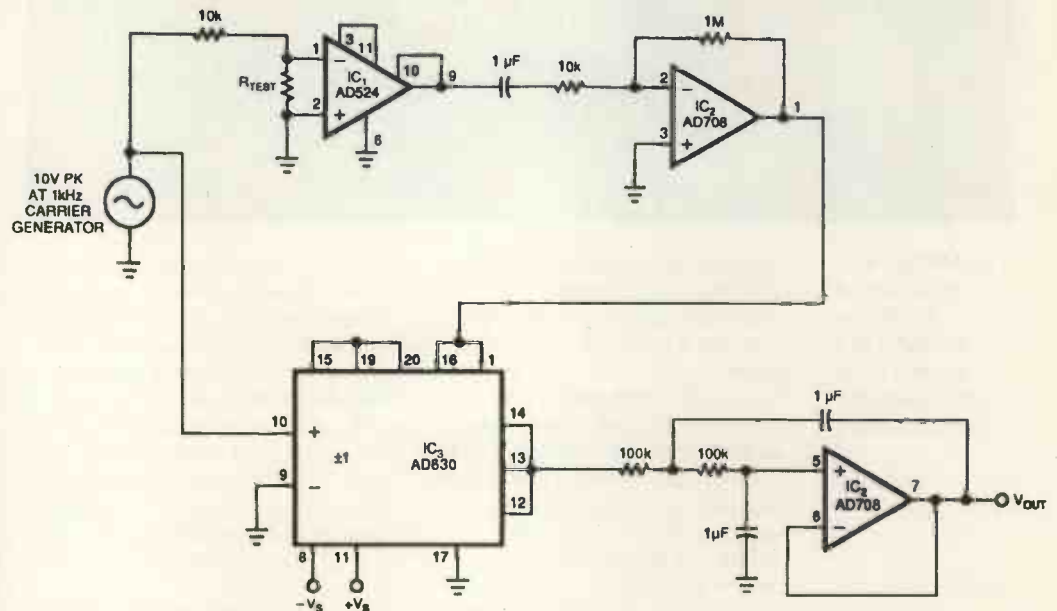 10k
1
3
11
R_TEST
IC1
AD524
10
9
2
6
1 µF
10k
1M
2
IC2
AD708
1
3
10V PK
AT 1kHz
CARRIER
GENERATOR
15
19
20
16
1
10
±1
IC3
AD630
14
13
12
9
8
11
17
−VS
+VS
100k
100k
1 µF
1µF
5
IC2
AD708
7
6
VOUT